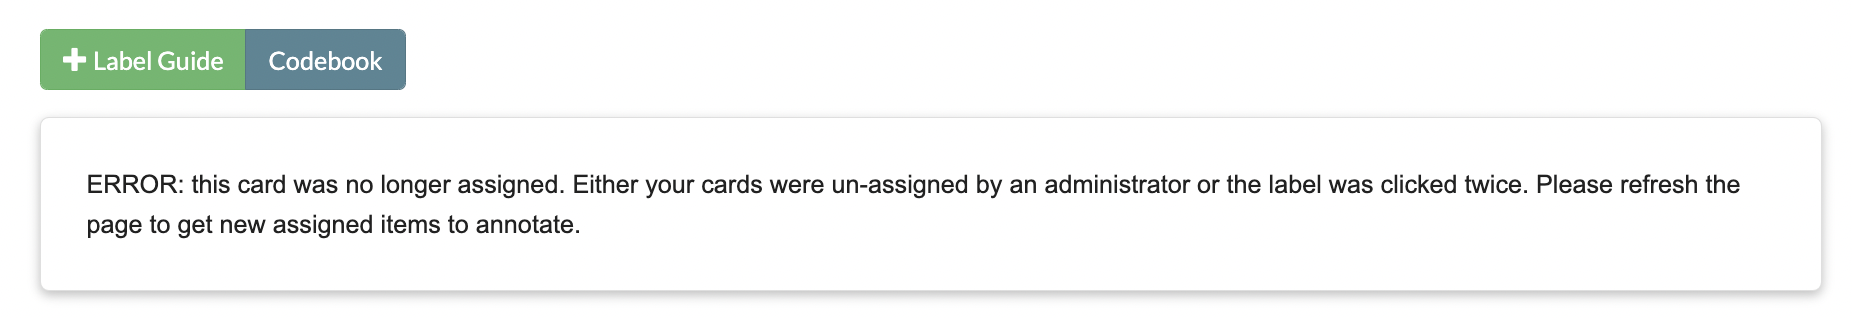 Label Guide
Codebook
ERROR: this card was no longer assigned. Either your cards were un-assigned by an administrator or the label was clicked twice. Please refresh the
page to get new assigned items to annotate.